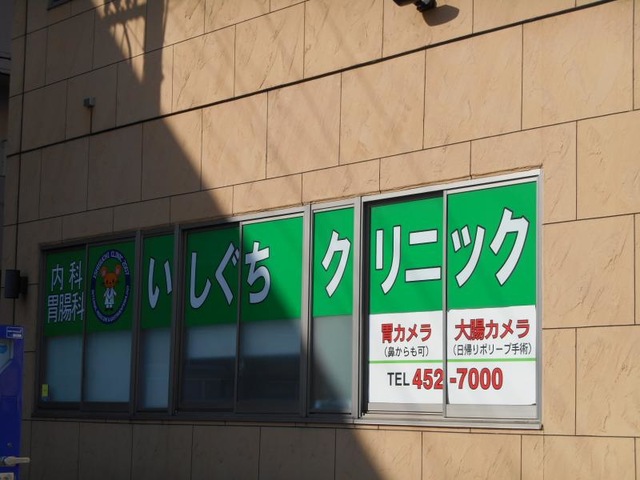 内科
胃腸科
いしぐち クリニック
胃カメラ
(鼻からも可)
大腸カメラ
(日帰りポリープ手術)
TEL 452-7000